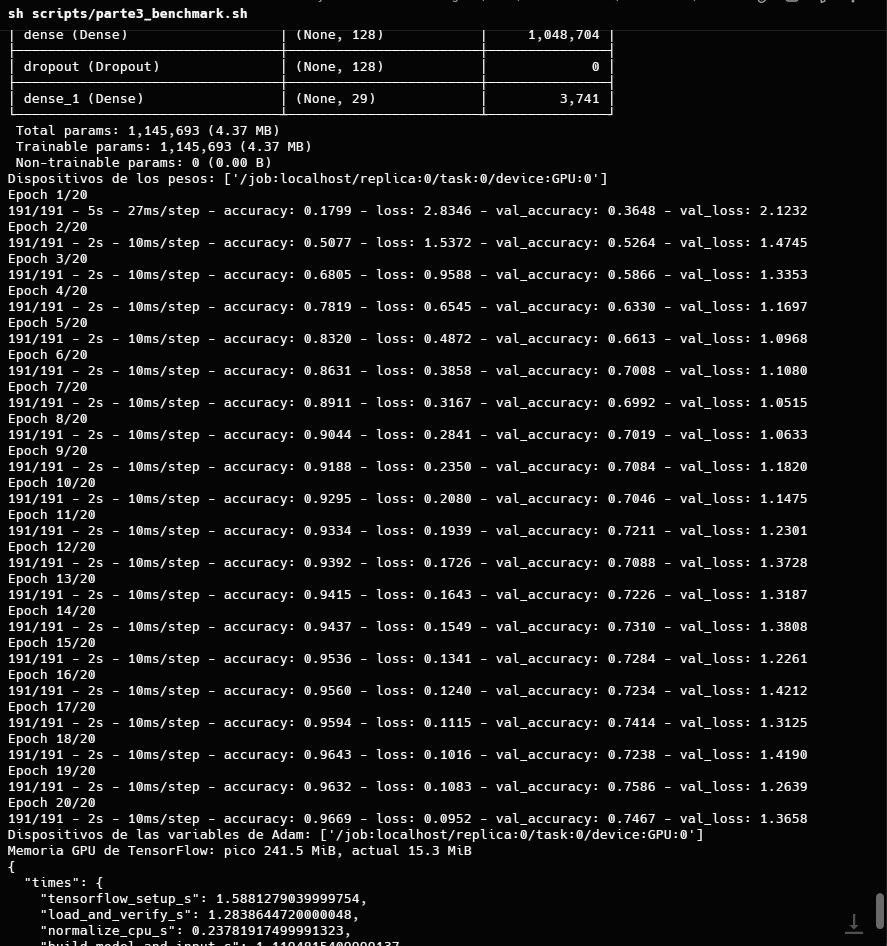 sh scripts/parte3_benchmark.sh
│ dense (Dense) │ (None, 128) │ 1,048,704 │
│ dropout (Dropout) │ (None, 128) │ 0 │
│ dense_1 (Dense) │ (None, 29) │ 3,741 │
Total params: 1,145,693 (4.37 MB)
Trainable params: 1,145,693 (4.37 MB)
Non-trainable params: 0 (0.00 B)
Dispositivos de los pesos: ['/job:localhost/replica:0/task:0/device:GPU:0']
Epoch 1/20
191/191 - 5s - 27ms/step - accuracy: 0.1799 - loss: 2.8346 - val_accuracy: 0.3648 - val_loss: 2.1232
Epoch 2/20
191/191 - 2s - 10ms/step - accuracy: 0.5077 - loss: 1.5372 - val_accuracy: 0.5264 - val_loss: 1.4745
Epoch 3/20
191/191 - 2s - 10ms/step - accuracy: 0.6805 - loss: 0.9588 - val_accuracy: 0.5866 - val_loss: 1.3353
Epoch 4/20
191/191 - 2s - 10ms/step - accuracy: 0.7819 - loss: 0.6545 - val_accuracy: 0.6330 - val_loss: 1.1697
Epoch 5/20
191/191 - 2s - 10ms/step - accuracy: 0.8320 - loss: 0.4872 - val_accuracy: 0.6613 - val_loss: 1.0968
Epoch 6/20
191/191 - 2s - 10ms/step - accuracy: 0.8631 - loss: 0.3858 - val_accuracy: 0.7008 - val_loss: 1.1080
Epoch 7/20
191/191 - 2s - 10ms/step - accuracy: 0.8911 - loss: 0.3167 - val_accuracy: 0.6992 - val_loss: 1.0515
Epoch 8/20
191/191 - 2s - 10ms/step - accuracy: 0.9044 - loss: 0.2841 - val_accuracy: 0.7019 - val_loss: 1.0633
Epoch 9/20
191/191 - 2s - 10ms/step - accuracy: 0.9188 - loss: 0.2350 - val_accuracy: 0.7084 - val_loss: 1.1820
Epoch 10/20
191/191 - 2s - 10ms/step - accuracy: 0.9295 - loss: 0.2080 - val_accuracy: 0.7046 - val_loss: 1.1475
Epoch 11/20
191/191 - 2s - 10ms/step - accuracy: 0.9334 - loss: 0.1939 - val_accuracy: 0.7211 - val_loss: 1.2301
Epoch 12/20
191/191 - 2s - 10ms/step - accuracy: 0.9392 - loss: 0.1726 - val_accuracy: 0.7088 - val_loss: 1.3728
Epoch 13/20
191/191 - 2s - 10ms/step - accuracy: 0.9415 - loss: 0.1643 - val_accuracy: 0.7226 - val_loss: 1.3187
Epoch 14/20
191/191 - 2s - 10ms/step - accuracy: 0.9437 - loss: 0.1549 - val_accuracy: 0.7310 - val_loss: 1.3808
Epoch 15/20
191/191 - 2s - 10ms/step - accuracy: 0.9536 - loss: 0.1341 - val_accuracy: 0.7284 - val_loss: 1.2261
Epoch 16/20
191/191 - 2s - 10ms/step - accuracy: 0.9560 - loss: 0.1240 - val_accuracy: 0.7234 - val_loss: 1.4212
Epoch 17/20
191/191 - 2s - 10ms/step - accuracy: 0.9594 - loss: 0.1115 - val_accuracy: 0.7414 - val_loss: 1.3125
Epoch 18/20
191/191 - 2s - 10ms/step - accuracy: 0.9643 - loss: 0.1016 - val_accuracy: 0.7238 - val_loss: 1.4190
Epoch 19/20
191/191 - 2s - 10ms/step - accuracy: 0.9632 - loss: 0.1083 - val_accuracy: 0.7586 - val_loss: 1.2639
Epoch 20/20
191/191 - 2s - 10ms/step - accuracy: 0.9669 - loss: 0.0952 - val_accuracy: 0.7467 - val_loss: 1.3658
Dispositivos de las variables de Adam: ['/job:localhost/replica:0/task:0/device:GPU:0']
Memoria GPU de TensorFlow: pico 241.5 MiB, actual 15.3 MiB
{
"times": {
"tensorflow_setup_s": 1.5881279039999754,
"load_and_verify_s": 1.2838644720000048,
"normalize_cpu_s": 0.23781917499991323,